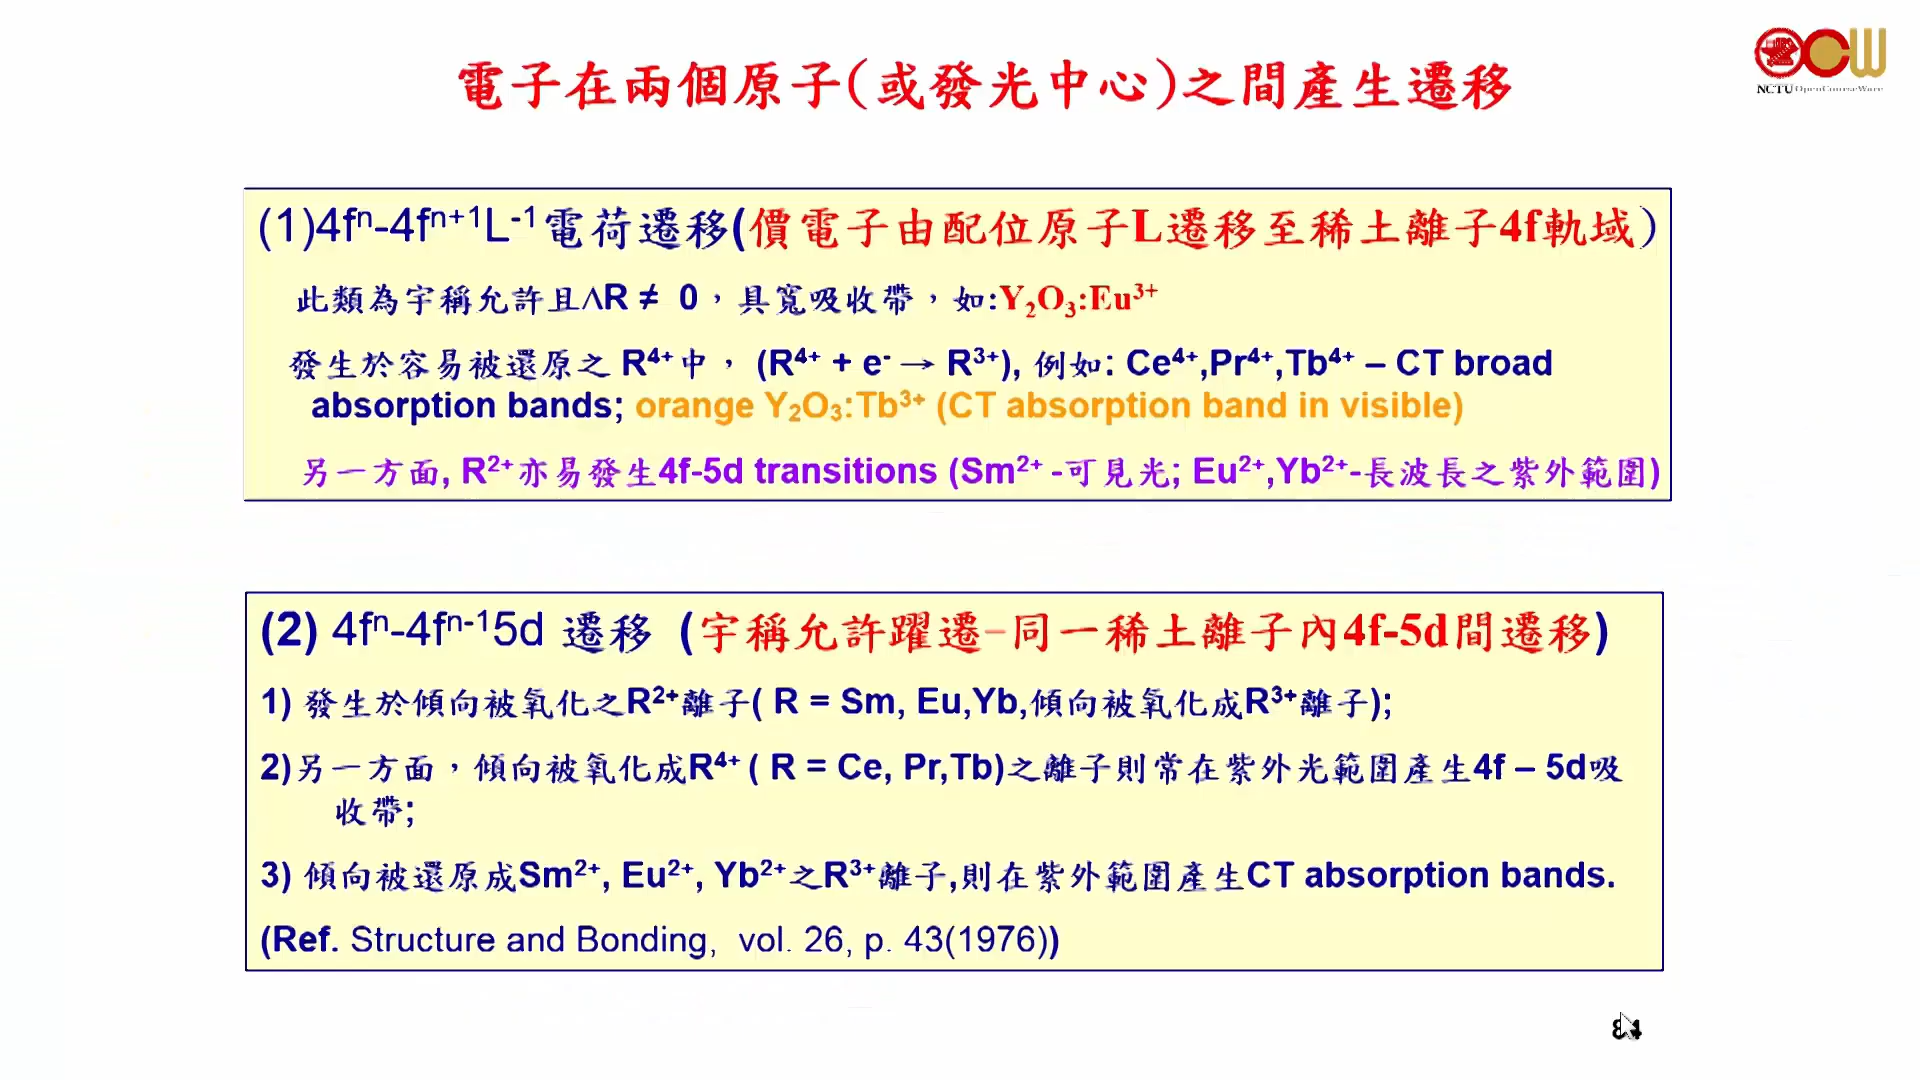 電子在兩個原子(或發光中心)之間產生遷移
NCTU OpenCourseWare
(1)4fⁿ-4fⁿ⁺¹L⁻¹電荷遷移(價電子由配位原子L遷移至稀土離子4f軌域)
此類為宇稱允許且ΔR ≠ 0，具寬吸收帶，如:Y₂O₃:Eu³⁺
發生於容易被還原之 R⁴⁺中， (R⁴⁺ + e⁻ → R³⁺), 例如: Ce⁴⁺,Pr⁴⁺,Tb⁴⁺ – CT broad
absorption bands; orange Y₂O₃:Tb³⁺ (CT absorption band in visible)
另一方面, R²⁺亦易發生4f-5d transitions (Sm²⁺ -可見光; Eu²⁺,Yb²⁺-長波長之紫外範圍)
(2) 4fⁿ-4fⁿ⁻¹5d 遷移 (宇稱允許躍遷–同一稀土離子內4f-5d間遷移)
1) 發生於傾向被氧化之R²⁺離子( R = Sm, Eu,Yb,傾向被氧化成R³⁺離子);
2)另一方面，傾向被氧化成R⁴⁺ ( R = Ce, Pr,Tb)之離子則常在紫外光範圍產生4f – 5d吸
收帶;
3) 傾向被還原成Sm²⁺, Eu²⁺, Yb²⁺之R³⁺離子,則在紫外範圍產生CT absorption bands.
(Ref. Structure and Bonding, vol. 26, p. 43(1976))
84